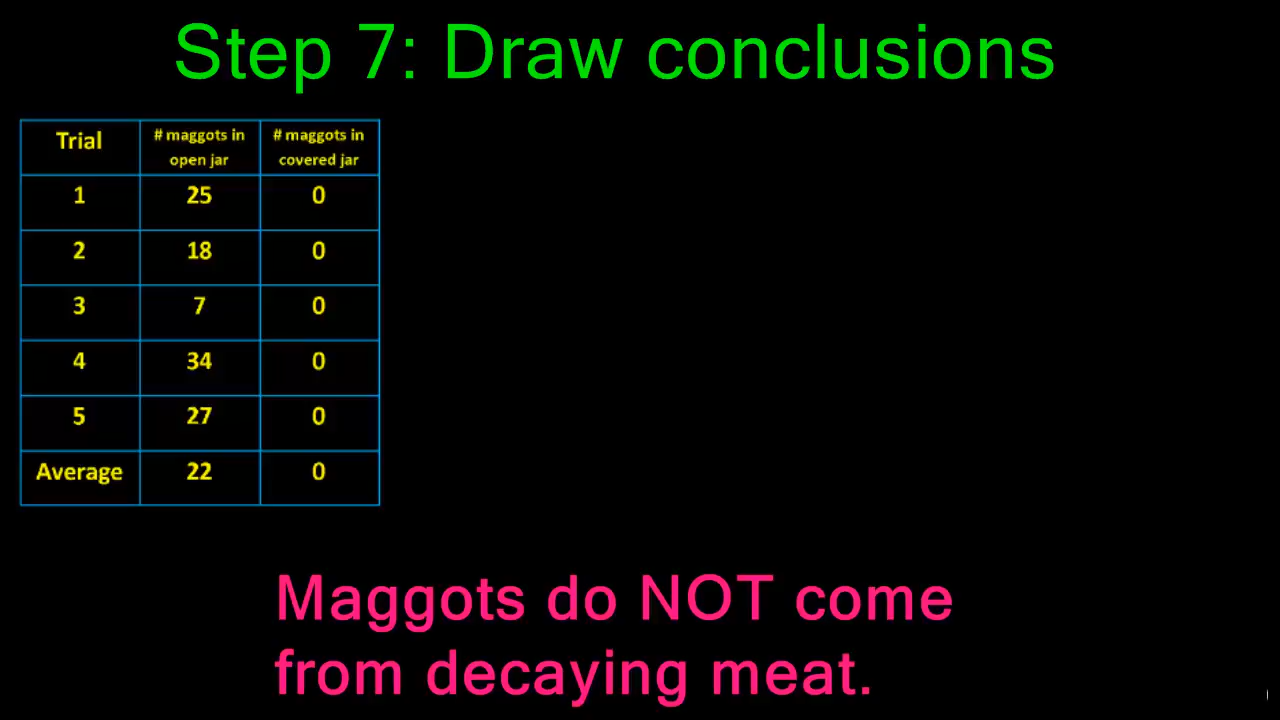 Step 7: Draw conclusions
Trial # maggots in open jar # maggots in covered jar
1 25 0
2 18 0
3 7 0
4 34 0
5 27 0
Average 22 0
Maggots do NOT come
from decaying meat.